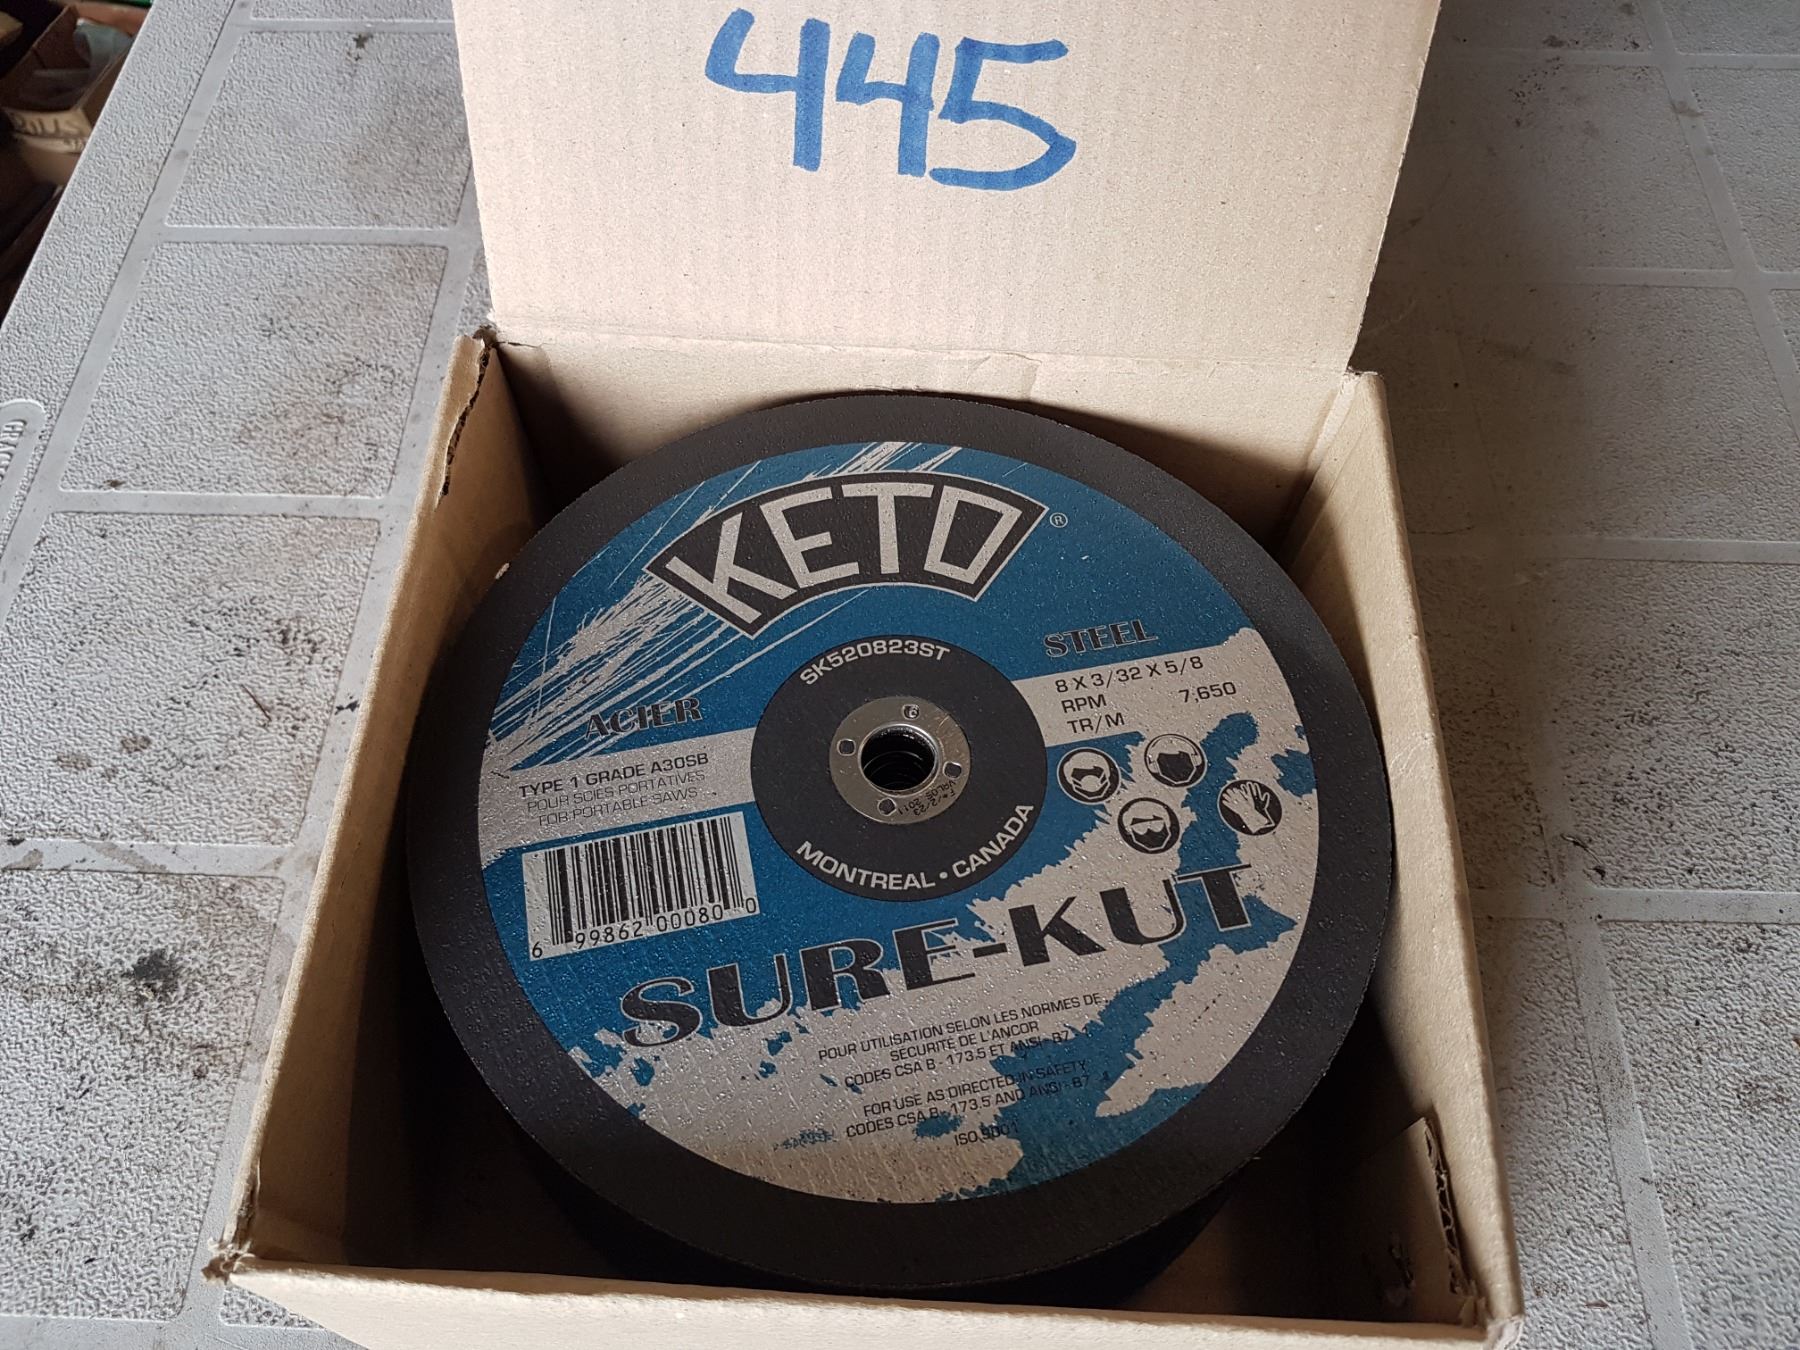 445
KETO
®
SK520823ST
STEEL
8 X 3/32 X 5/8
RPM 7,650
TR/M
ACIER
TYPE 1 GRADE A30SB
POUR SCIES PORTATIVES
FOR PORTABLE SAWS
MONTREAL • CANADA
6 99862 00080 0
SURE-KUT
POUR UTILISATION SELON LES NORMES DE
SÉCURITÉ DE L'ANCOR
CODES CSA B - 173.5 ET ANSI - B7 - 1
FOR USE AS DIRECTED IN SAFETY
CODES CSA B - 173.5 AND ANSI - B7 - 1
ISO 9001